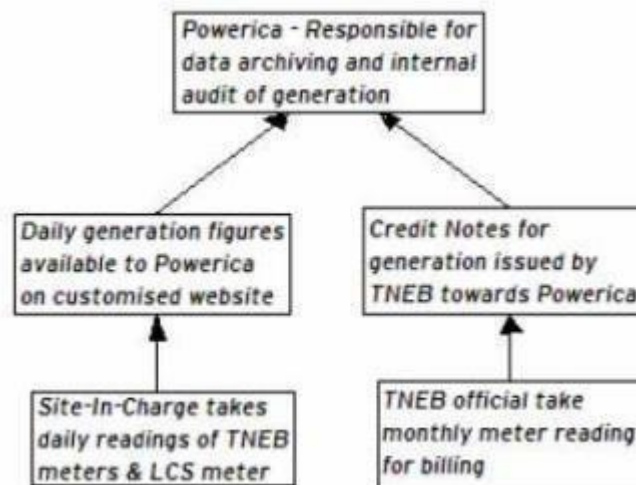 Powerica - Responsible for
data archiving and internal
audit of generation
Daily generation figures
available to Powerica
on customised website
Credit Notes for
generation issued by
TNEB towards Powerica
Site-In-Charge takes
daily readings of TNEB
meters & LCS meter
TNEB official take
monthly meter reading
for billing